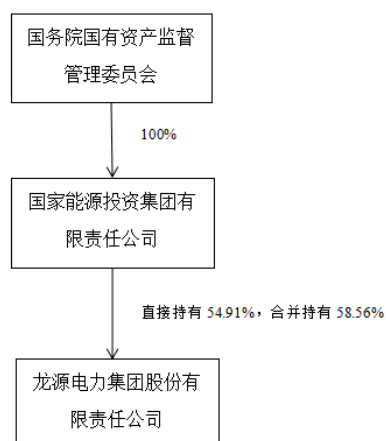 国务院国有资产监督
管理委员会
100%
国家能源投资集团有
限责任公司
直接持有 54.91%，合并持有 58.56%
龙源电力集团股份有
限责任公司